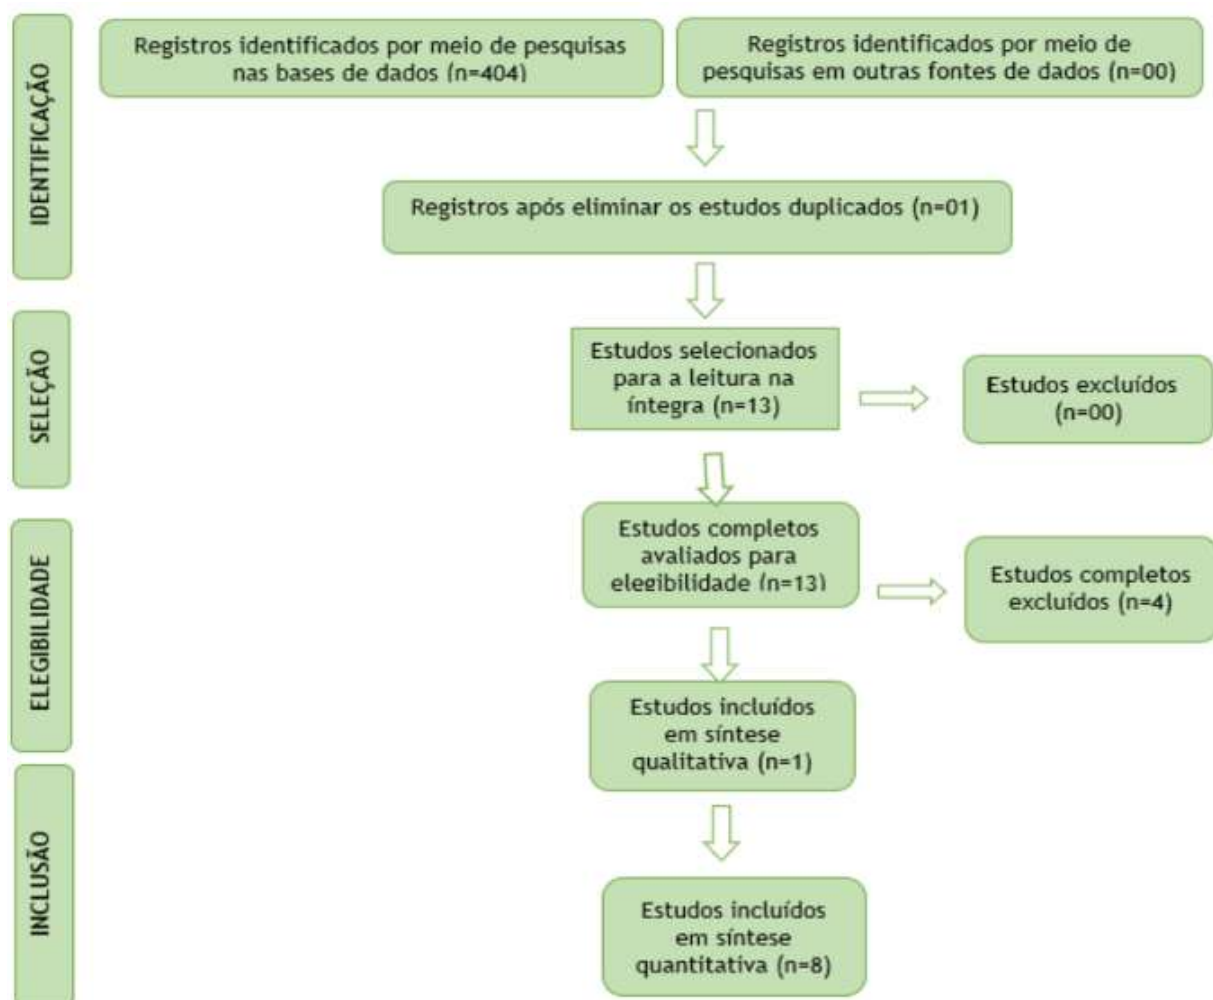 IDENTIFICAÇÃO
Registros identificados por meio de pesquisas
nas bases de dados (n=404)
Registros identificados por meio de
pesquisas em outras fontes de dados (n=00)
Registros após eliminar os estudos duplicados (n=01)
SELEÇÃO
Estudos selecionados
para a leitura na
íntegra (n=13)
Estudos excluídos
(n=00)
ELEGIBILIDADE
Estudos completos
avaliados para
elegibilidade (n=13)
Estudos completos
excluídos (n=4)
Estudos incluídos
em síntese
qualitativa (n=1)
INCLUSÃO
Estudos incluídos
em síntese
quantitativa (n=8)